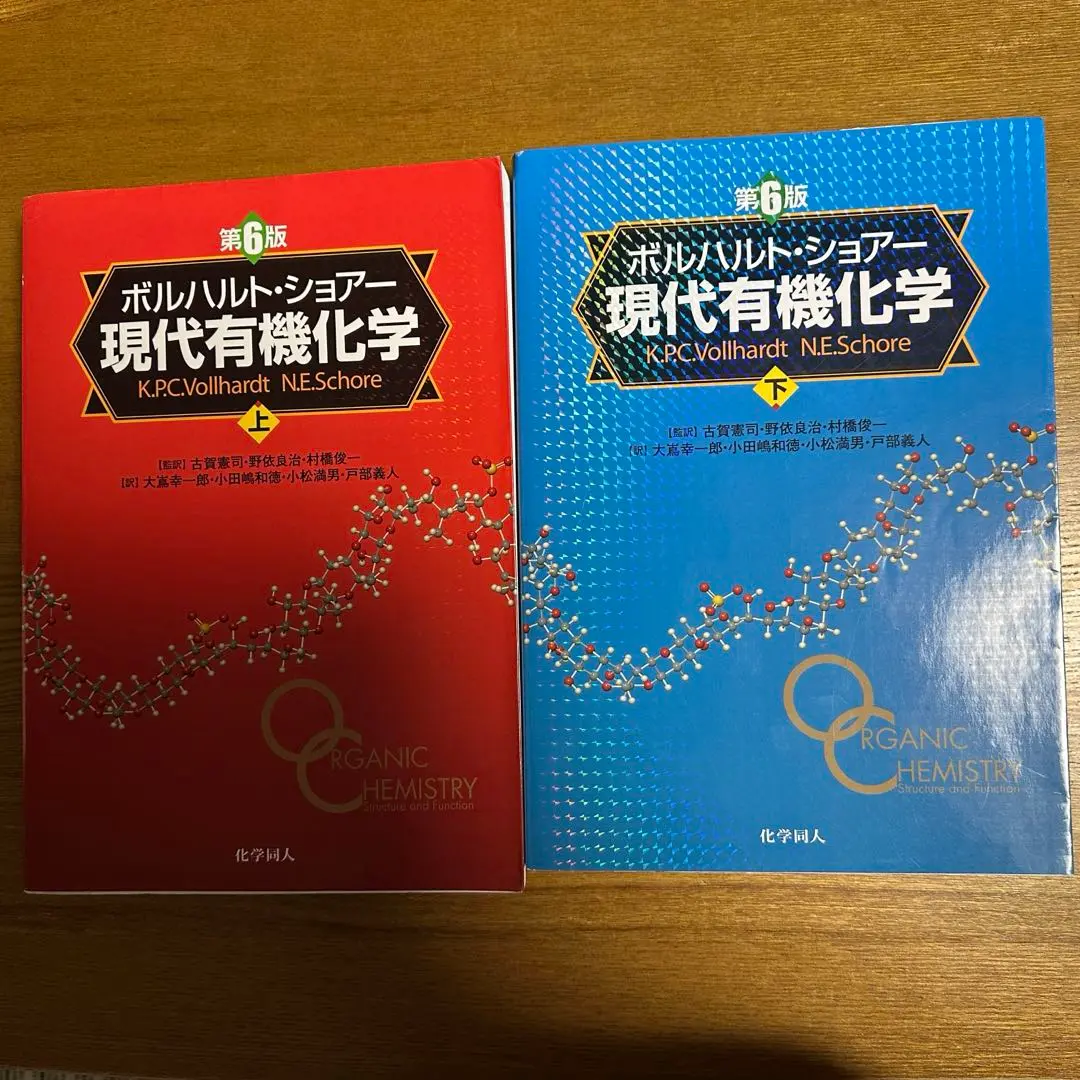 第6版
ボルハルト・ショアー
現代有機化学
K.P.C.Vollhardt N.E.Schore
上
【監訳】古賀憲司・野依良治・村橋俊一
【訳】大嶌幸一郎・小田嶋和徳・小松満男・戸部義人
ORGANIC
CHEMISTRY
Structure and Function
化学同人
第6版
ボルハルト・ショアー
現代有機化学
K.P.C.Vollhardt N.E.Schore
下
【監訳】古賀憲司・野依良治・村橋俊一
【訳】大嶌幸一郎・小田嶋和徳・小松満男・戸部義人
ORGANIC
CHEMISTRY
Structure and Function
化学同人